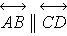 AB ∥ CD